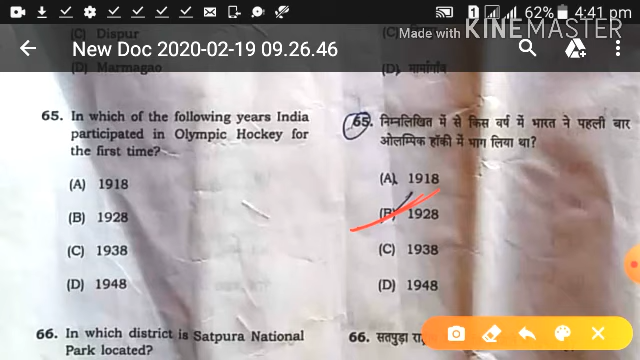 62% 4:41 pm
Made with KINEMASTER
New Doc 2020-02-19 09.26.46
(C) Dispur
(D) Marmagao
(D) मार्मागाँव
65. In which of the following years India
participated in Olympic Hockey for
the first time?
(A) 1918
(B) 1928
(C) 1938
(D) 1948
66. In which district is Satpura National
Park located?
65. निम्नलिखित में से किस वर्ष में भारत ने पहली बार
ओलम्पिक हॉकी में भाग लिया था?
(A) 1918
(B) 1928
(C) 1938
(D) 1948
66. सतपुड़ा